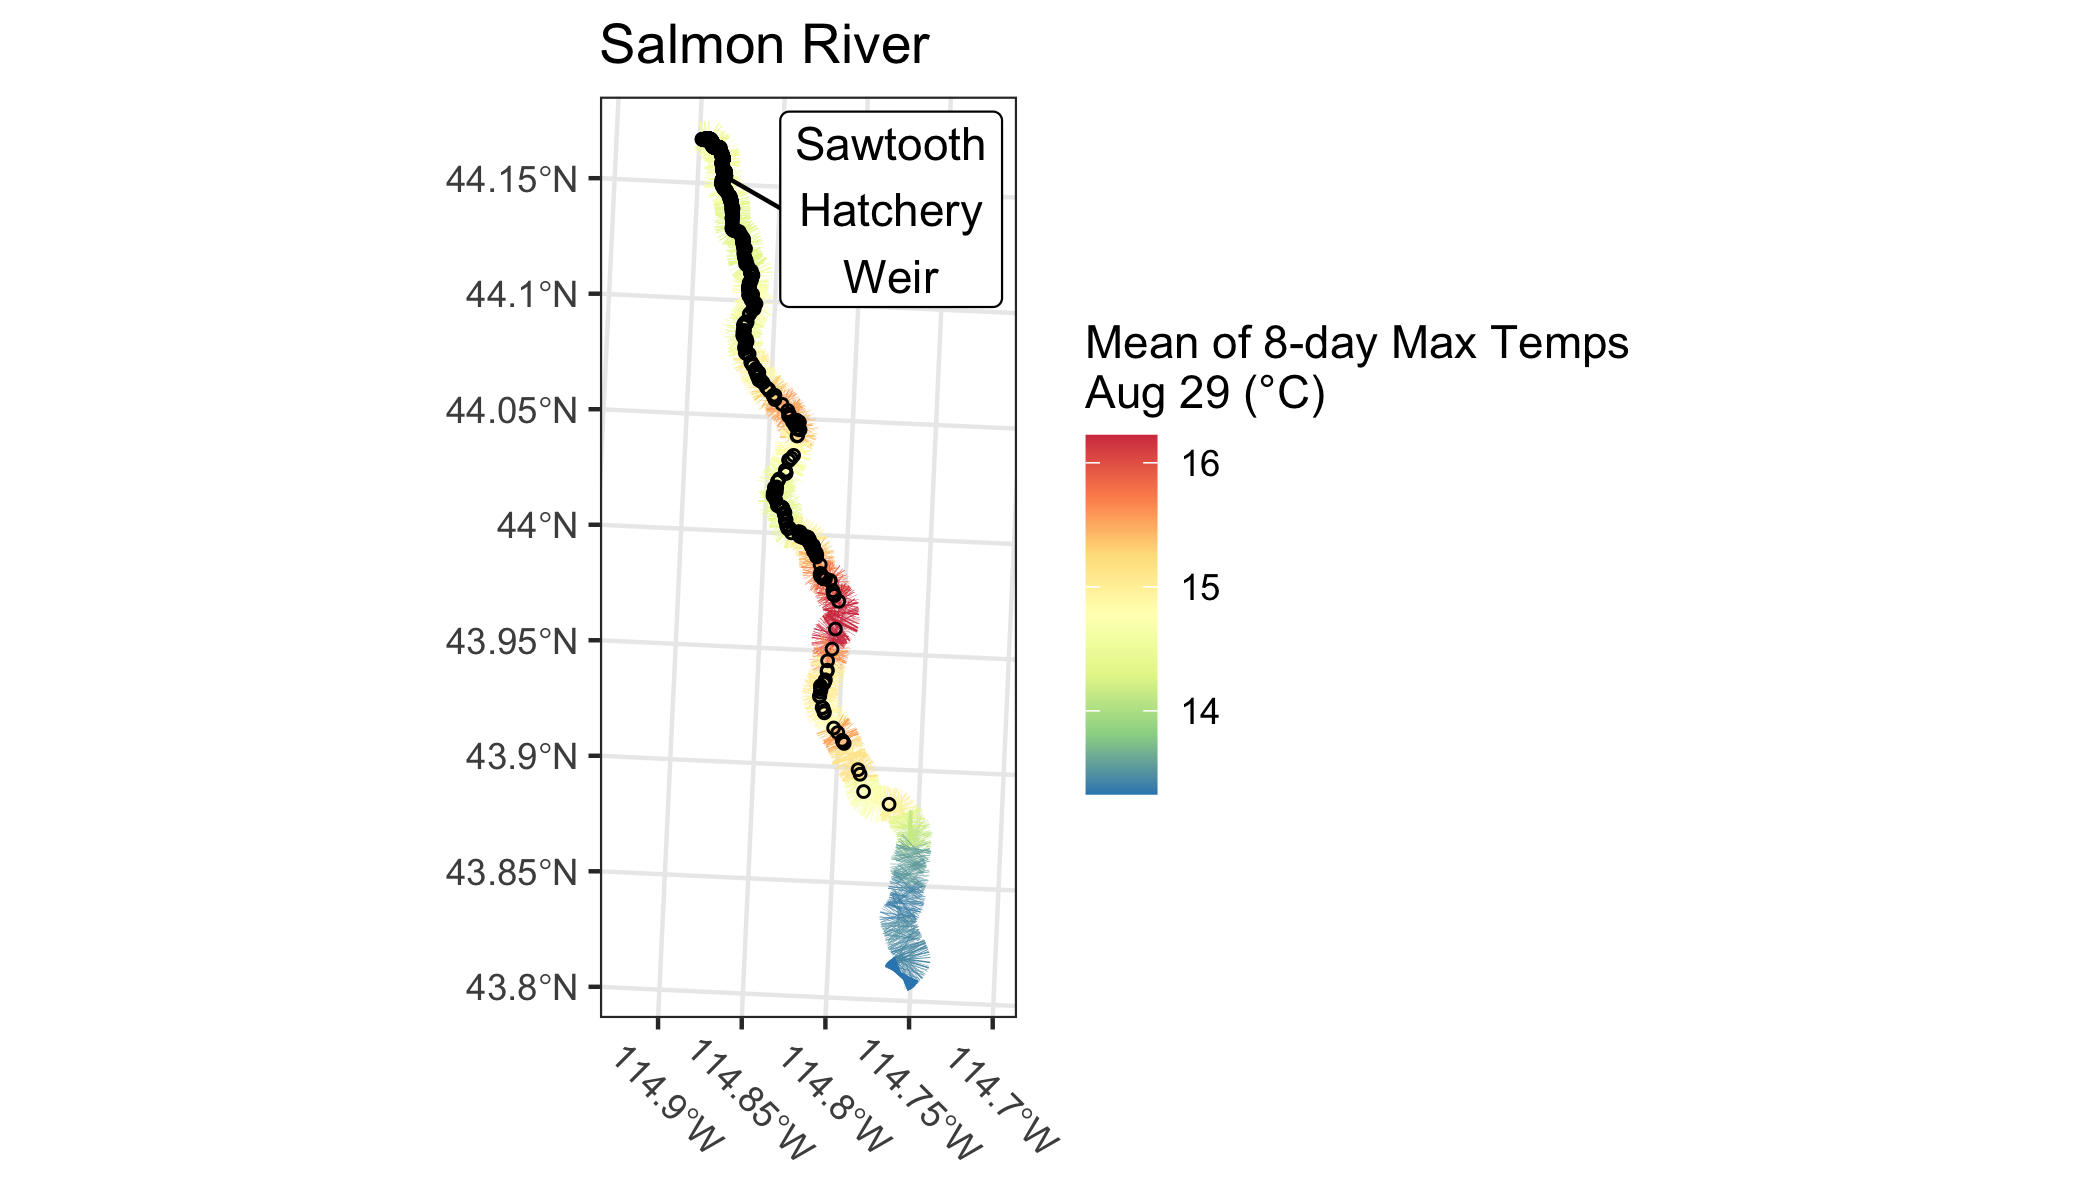 Salmon River
Sawtooth
Hatchery
Weir
44.15°N
44.1°N
44.05°N
44°N
43.95°N
43.9°N
43.85°N
43.8°N
114.9°W
114.85°W
114.8°W
114.75°W
114.7°W
Mean of 8-day Max Temps
Aug 29 (°C)
16
15
14